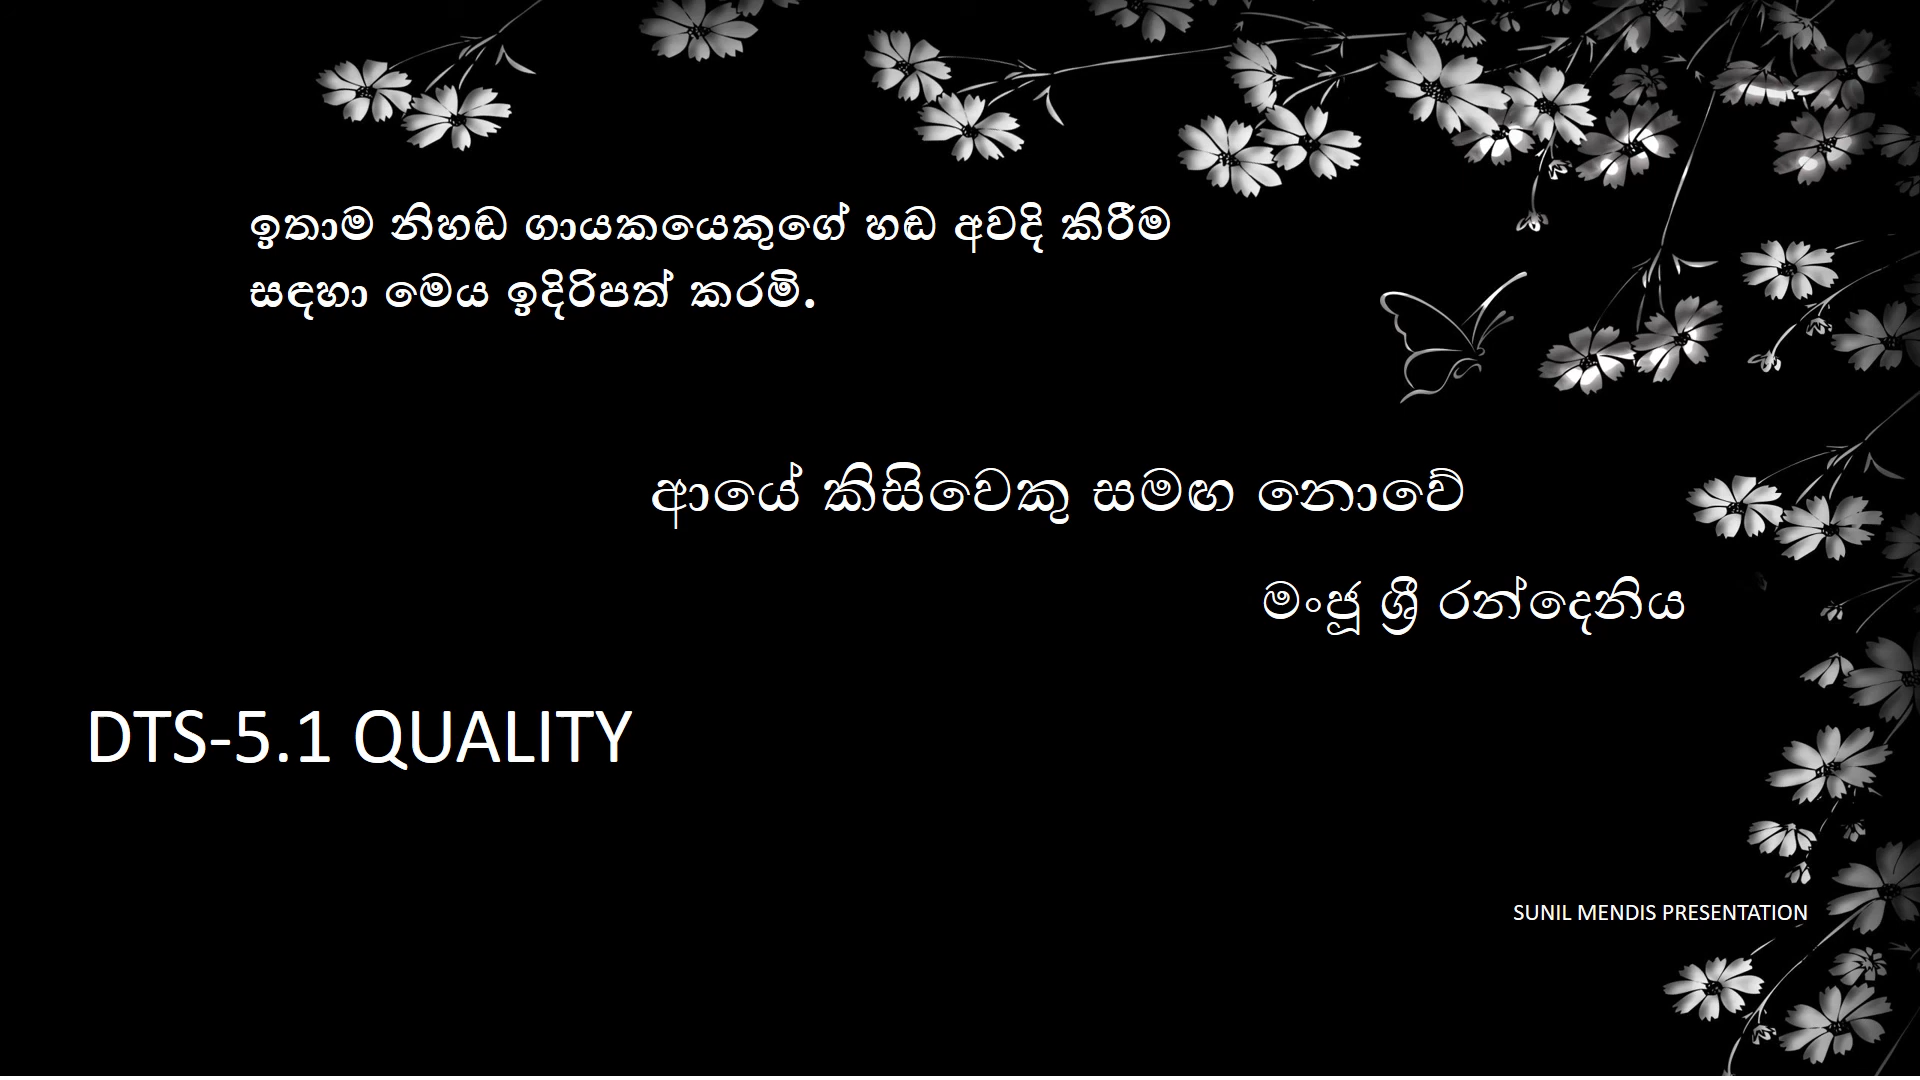 ඉතාම නිහඬ ගායකයෙකුගේ හඬ අවදි කිරීම
සඳහා මෙය ඉදිරිපත් කරමි.
ආයේ කිසිවෙකු සමඟ නොවේ
මංජූ ශ්‍රී රන්දෙනිය
DTS-5.1 QUALITY
SUNIL MENDIS PRESENTATION